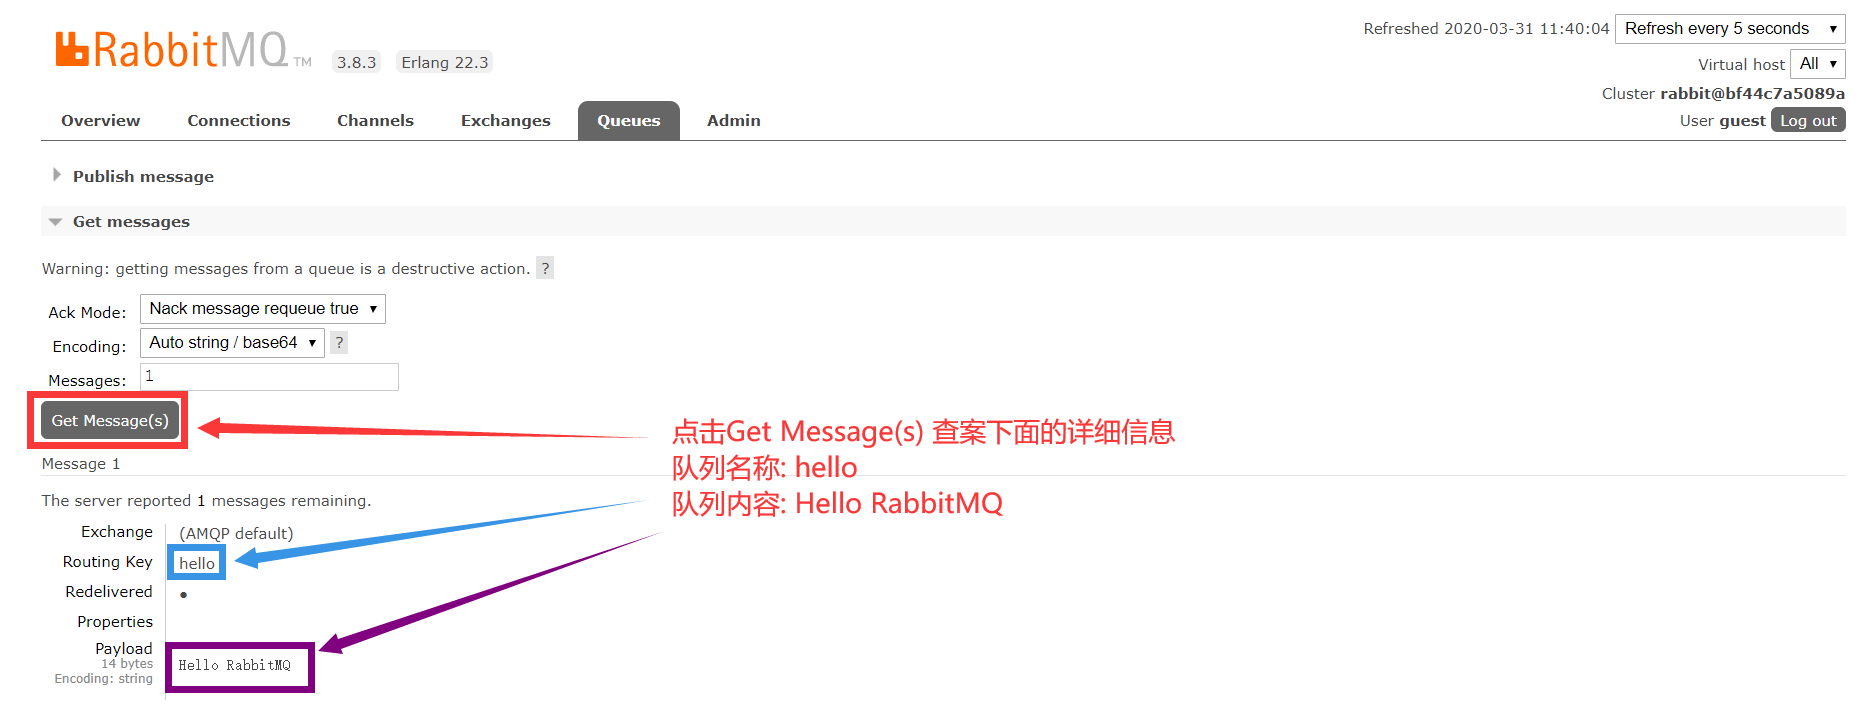 RabbitMQ TM 3.8.3 Erlang 22.3
Refreshed 2020-03-31 11:40:04 Refresh every 5 seconds
Virtual host All
Cluster rabbit@bf44c7a5089a
User guest Log out
Overview Connections Channels Exchanges Queues Admin
Publish message
Get messages
Warning: getting messages from a queue is a destructive action. ?
Ack Mode: Nack message requeue true
Encoding: Auto string / base64 ?
Messages: 1
Get Message(s)
点击Get Message(s) 查案下面的详细信息
队列名称: hello
队列内容: Hello RabbitMQ
Message 1
The server reported 1 messages remaining.
Exchange (AMQP default)
Routing Key hello
Redelivered ●
Properties
Payload
14 bytes
Encoding: string
Hello RabbitMQ